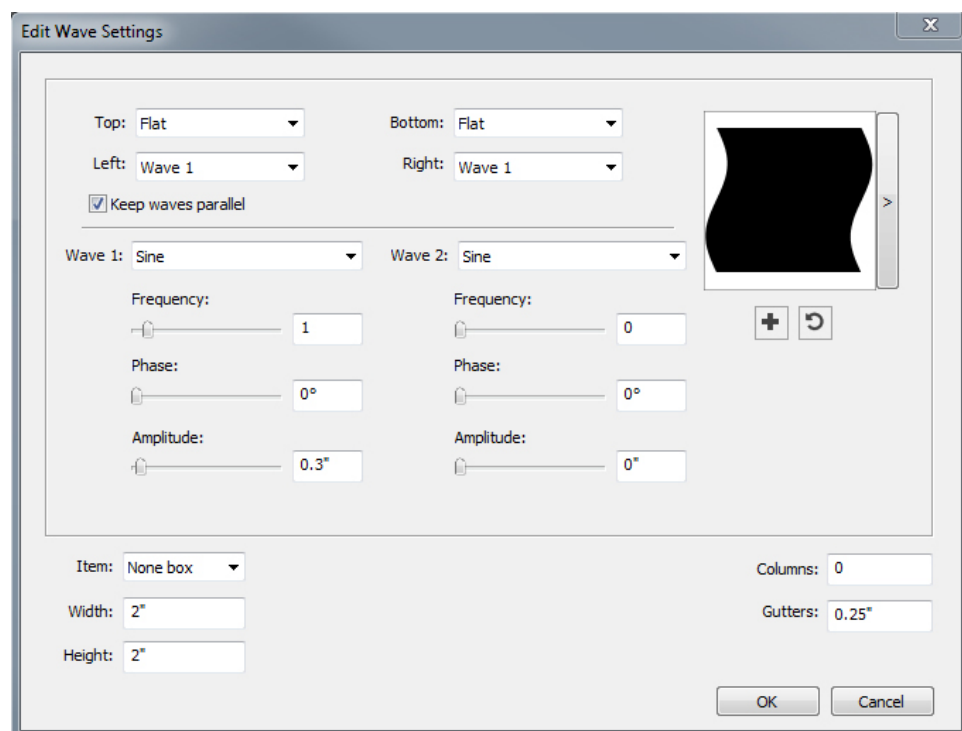 Edit Wave Settings
Top: Flat Bottom: Flat
Left: Wave 1 Right: Wave 1
Keep waves parallel
>
Wave 1: Sine Wave 2: Sine
Frequency: Frequency:
1 0
Phase: Phase:
0° 0°
Amplitude: Amplitude:
0.3" 0"
Item: None box Columns: 0
Width: 2" Gutters: 0.25"
Height: 2"
OK Cancel